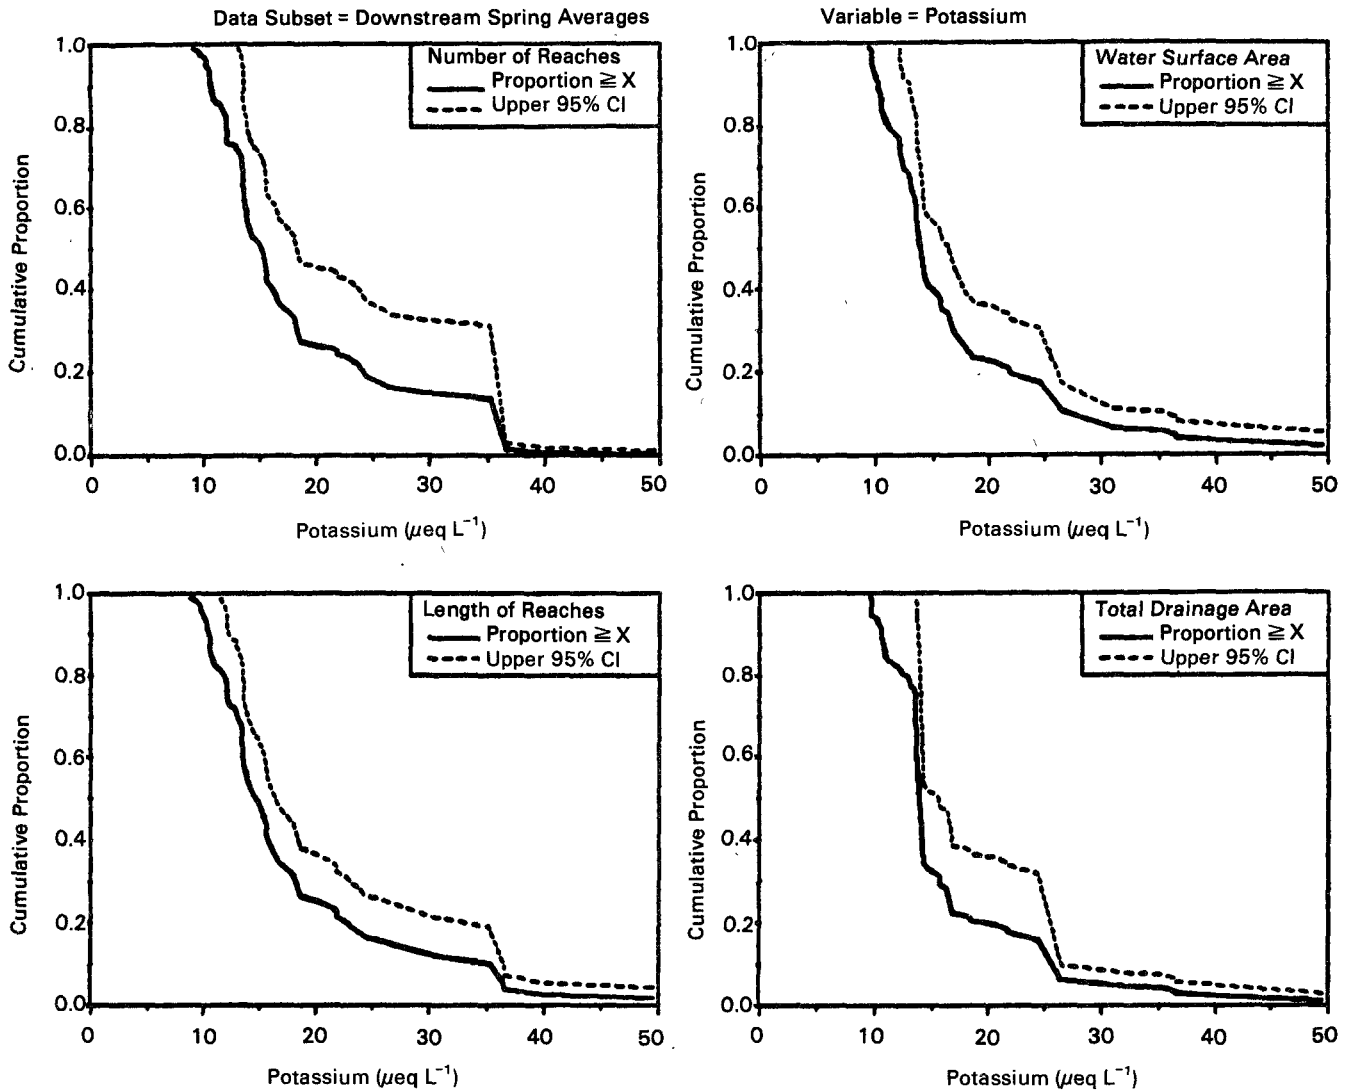 Data Subset = Downstream Spring Averages
Variable = Potassium
Number of Reaches
Proportion ≧ X
Upper 95% CI
1.0
0.8
0.6
0.4
0.2
0.0
Cumulative Proportion
0 10 20 30 40 50
Potassium (μeq L⁻¹)
Water Surface Area
Proportion ≧ X
Upper 95% CI
1.0
0.8
0.6
0.4
0.2
0.0
Cumulative Proportion
0 10 20 30 40 50
Potassium (μeq L⁻¹)
Length of Reaches
Proportion ≧ X
Upper 95% CI
1.0
0.8
0.6
0.4
0.2
0.0
Cumulative Proportion
0 10 20 30 40 50
Potassium (μeq L⁻¹)
Total Drainage Area
Proportion ≧ X
Upper 95% CI
1.0
0.8
0.6
0.4
0.2
0.0
Cumulative Proportion
0 10 20 30 40 50
Potassium (μeq L⁻¹)